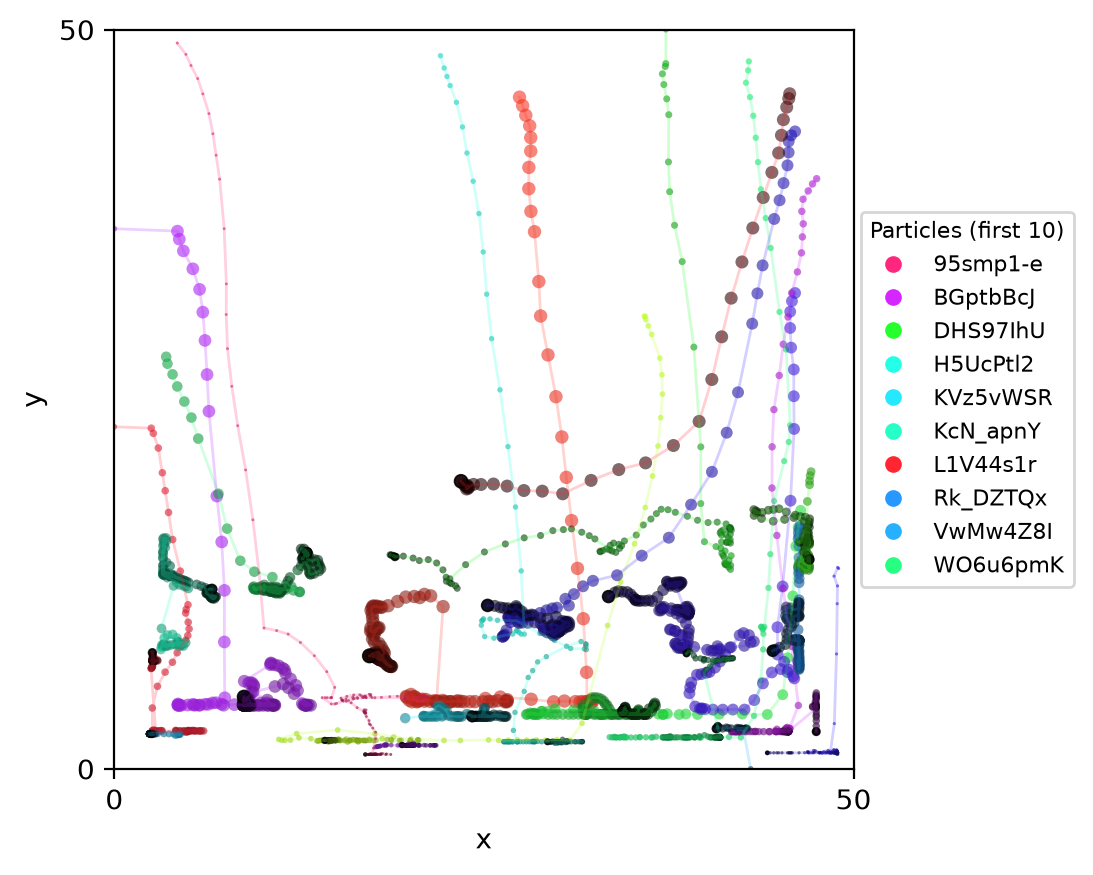 50
y
0
0
50
x
Particles (first 10)
95smp1-e
BGptbBcJ
DHS97IhU
H5UcPtl2
KVz5vWSR
KcN_apnY
L1V44s1r
Rk_DZTQx
VwMw4Z8I
WO6u6pmK